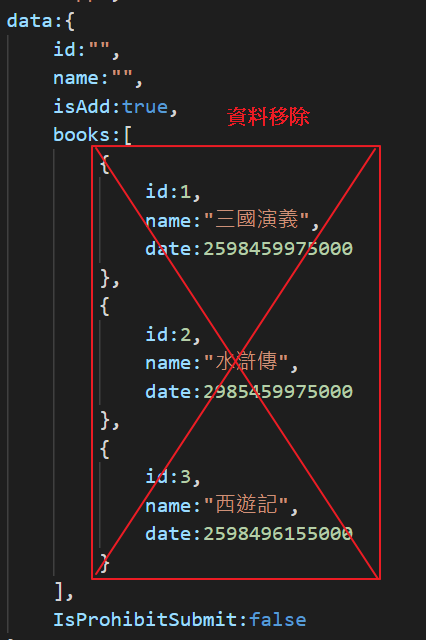 data:{
id:"",
name:"",
isAdd:true,
資料移除
books:[
{
id:1,
name:"三國演義",
date:2598459975000
},
{
id:2,
name:"水滸傳",
date:2985459975000
},
{
id:3,
name:"西遊記",
date:2598496155000
}
],
IsProhibitSubmit:false